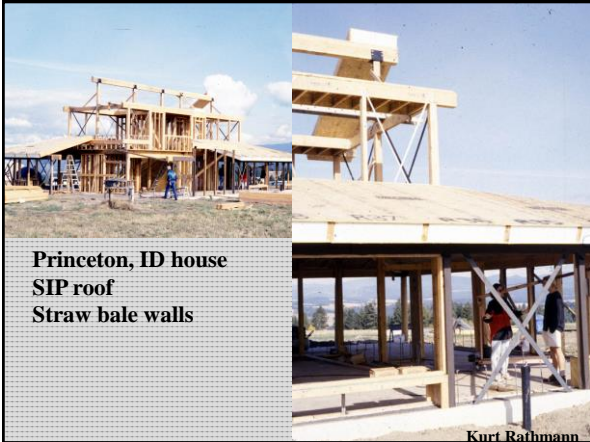 Princeton, ID house
SIP roof
Straw bale walls
Kurt Rathmann